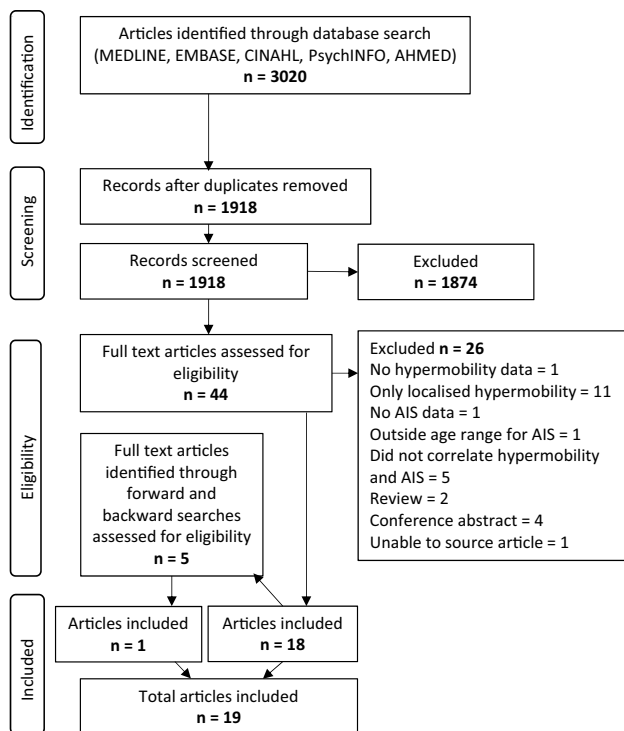 Identification
Articles identified through database search
(MEDLINE, EMBASE, CINAHL, PsychINFO, AHMED)
n = 3020
Screening
Records after duplicates removed
n = 1918
Records screened
n = 1918
Excluded
n = 1874
Eligibility
Full text articles assessed for
eligibility
n = 44
Excluded n = 26
No hypermobility data = 1
Only localised hypermobility = 11
No AIS data = 1
Outside age range for AIS = 1
Did not correlate hypermobility
and AIS = 5
Review = 2
Conference abstract = 4
Unable to source article = 1
Full text articles
identified through
forward and
backward searches
assessed for eligibility
n = 5
Included
Articles included
n = 1
Articles included
n = 18
Total articles included
n = 19